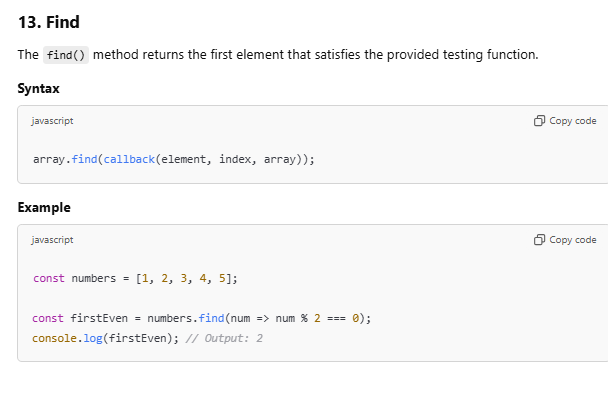 13. Find
The find() method returns the first element that satisfies the provided testing function.
Syntax
javascript Copy code
array.find(callback(element, index, array));
Example
javascript Copy code
const numbers = [1, 2, 3, 4, 5];
const firstEven = numbers.find(num => num % 2 === 0);
console.log(firstEven); // Output: 2